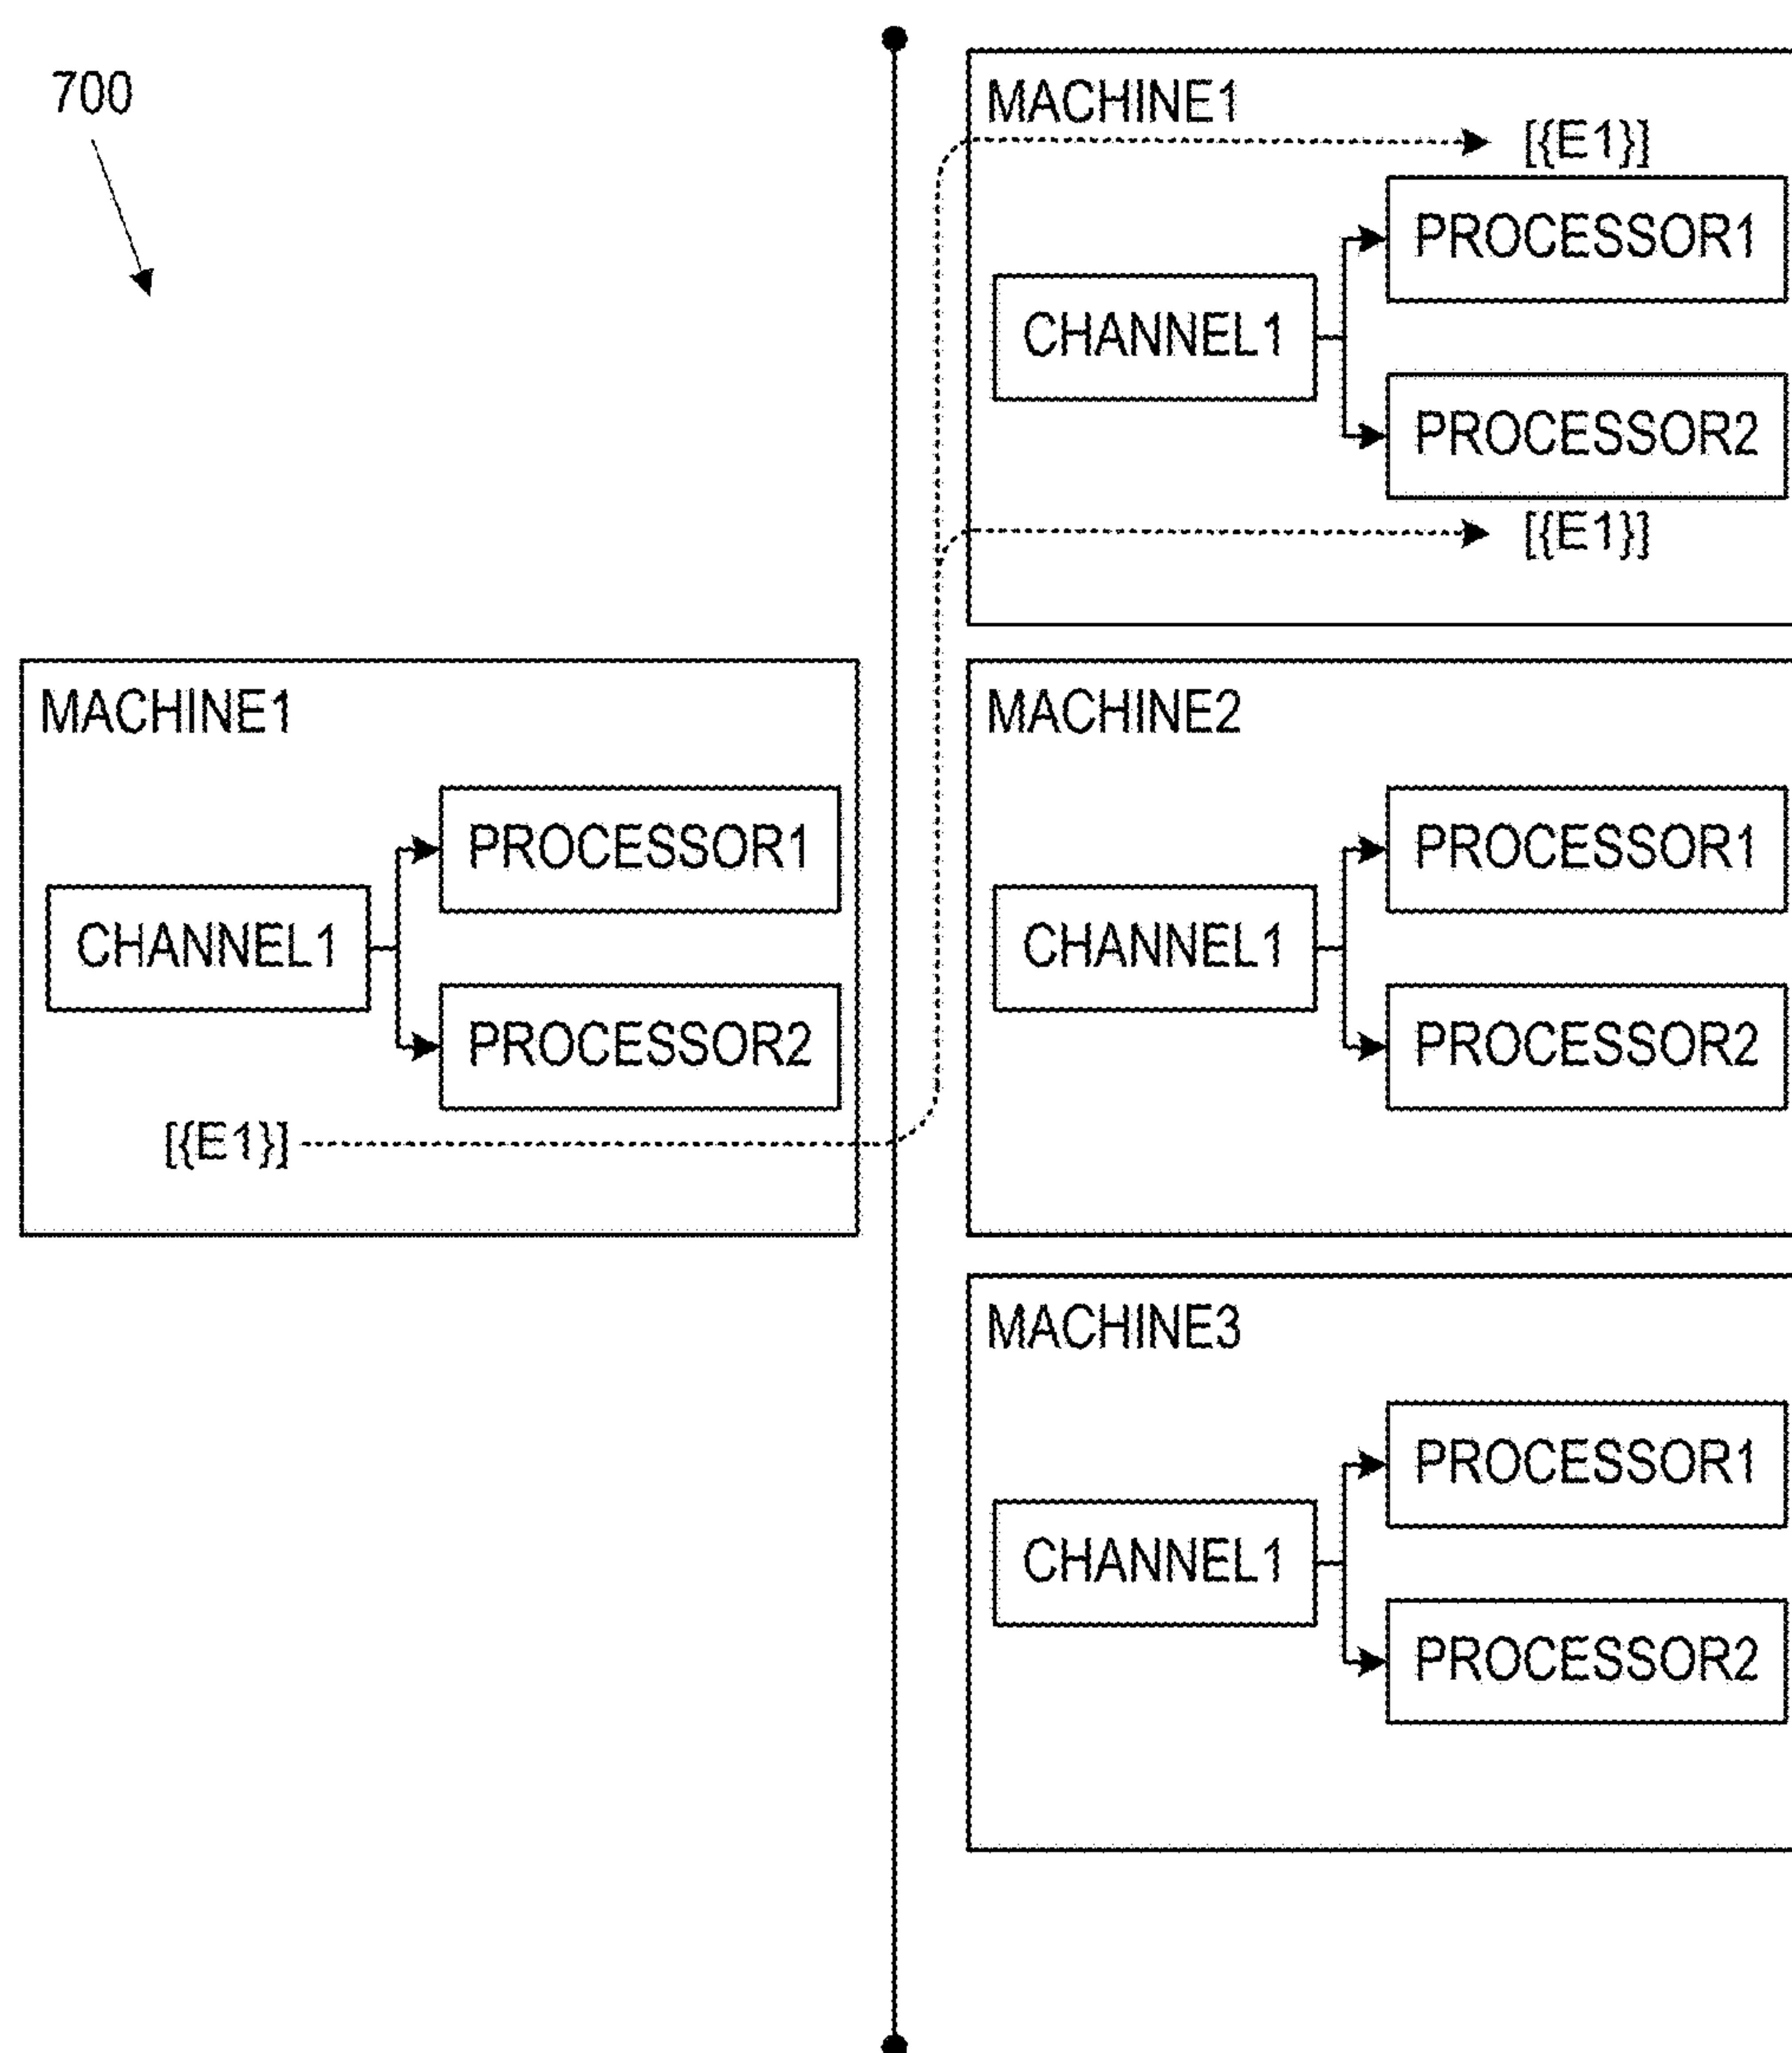 700
MACHINE1
CHANNEL1
PROCESSOR1
PROCESSOR2
[{E1}]
MACHINE1
[{E1}]
CHANNEL1
PROCESSOR1
PROCESSOR2
[{E1}]
MACHINE2
CHANNEL1
PROCESSOR1
PROCESSOR2
MACHINE3
CHANNEL1
PROCESSOR1
PROCESSOR2